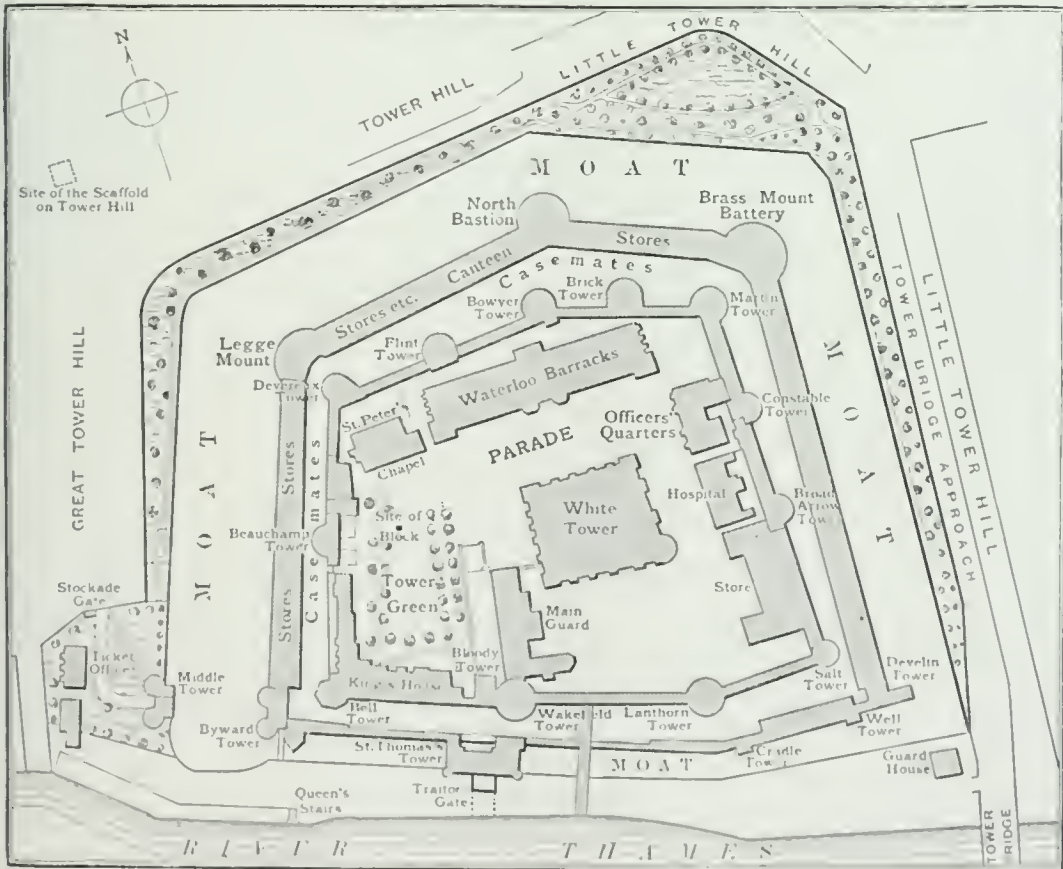 N
TOWER HILL
LITTLE TOWER HILL
Site of the Scaffold
on Tower Hill
MOAT
North
Bastion
Brass Mount
Battery
Stores
Canteen
Stores etc.
Casemates
Brick
Tower
Bowyer
Tower
Martin
Tower
Flint
Tower
Legge
Mount
Devereux
Tower
Waterloo Barracks
St. Peter's
Chapel
PARADE
Officers'
Quarters
Constable
Tower
MOAT
LITTLE TOWER HILL
TOWER BRIDGE APPROACH
GREAT TOWER HILL
MOAT
Stores
Casemates
Stores
Beauchamp
Tower
Site of
Block
Tower
Green
White
Tower
Hospital
Broad
Arrow
Tower
Store
Main
Guard
Bloody
Tower
Stockade
Gate
Ticket
Office
Middle
Tower
Byward
Tower
King's House
Bell
Tower
Wakefield
Tower
Lanthorn
Tower
Salt
Tower
Develin
Tower
Well
Tower
Cradle
Tower
St. Thomas's
Tower
MOAT
Guard
House
Queen's
Stairs
Traitor
Gate
RIVER THAMES
TOWER
RIDGE